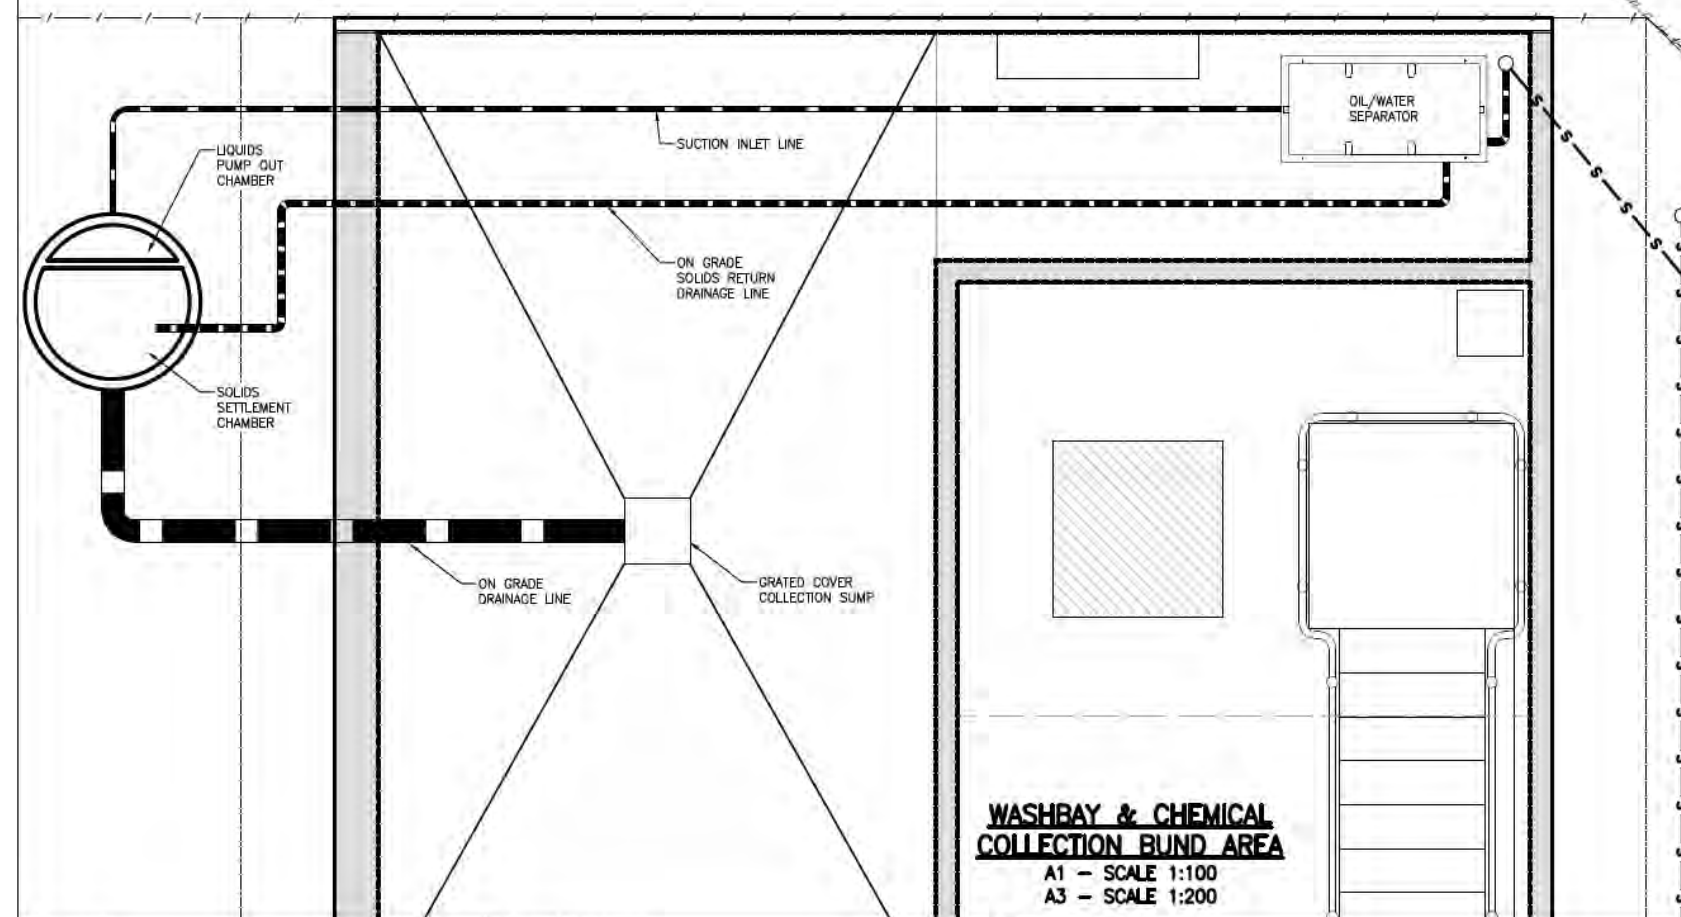 OIL/WATER
SEPARATOR
SUCTION INLET LINE
LIQUIDS
PUMP OUT
CHAMBER
ON GRADE
SOLIDS RETURN
DRAINAGE LINE
SOLIDS
SETTLEMENT
CHAMBER
ON GRADE
DRAINAGE LINE
GRATED COVER
COLLECTION SUMP
S
S
S
S
S
WASHBAY & CHEMICAL
COLLECTION BUND AREA
A1 - SCALE 1:100
A3 - SCALE 1:200